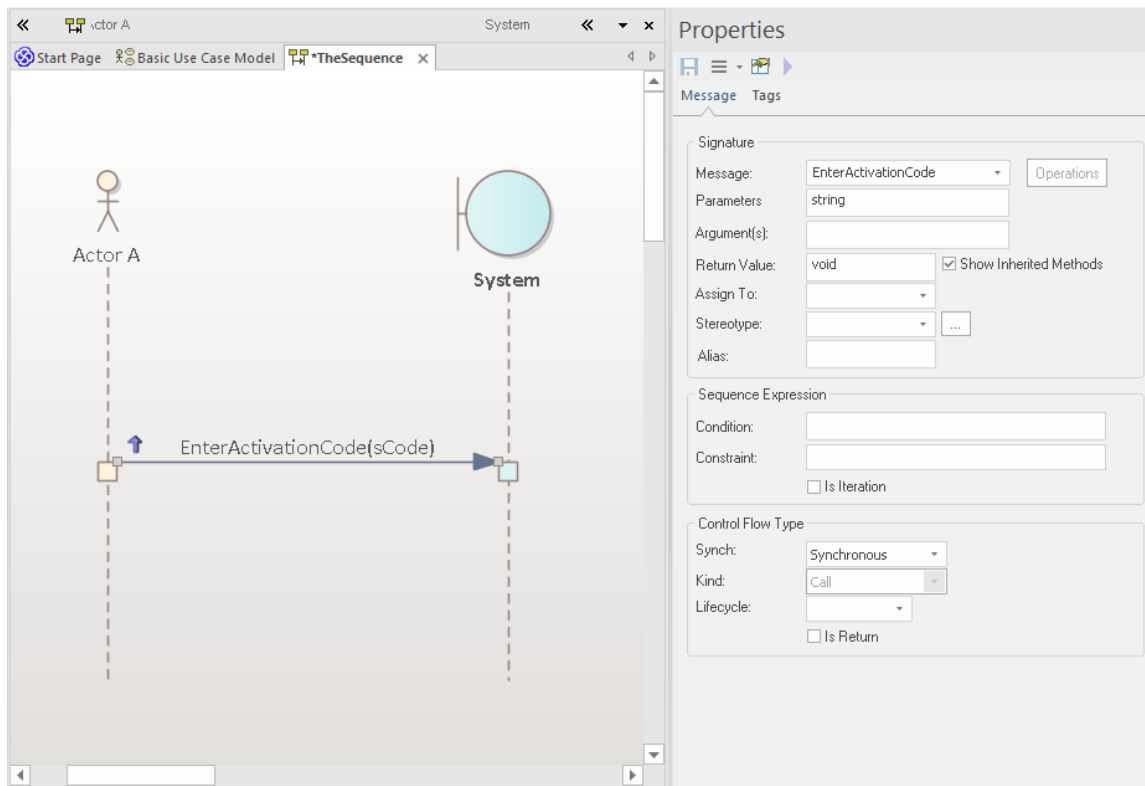 Actor A System
Start Page Basic Use Case Model *TheSequence
Actor A
System
EnterActivationCode(sCode)
Properties
Message Tags
Signature
Message: EnterActivationCode Operations
Parameters string
Argument(s):
Return Value: void Show Inherited Methods
Assign To:
Stereotype: ...
Alias:
Sequence Expression
Condition:
Constraint:
Is Iteration
Control Flow Type
Synch: Synchronous
Kind: Call
Lifecycle:
Is Return